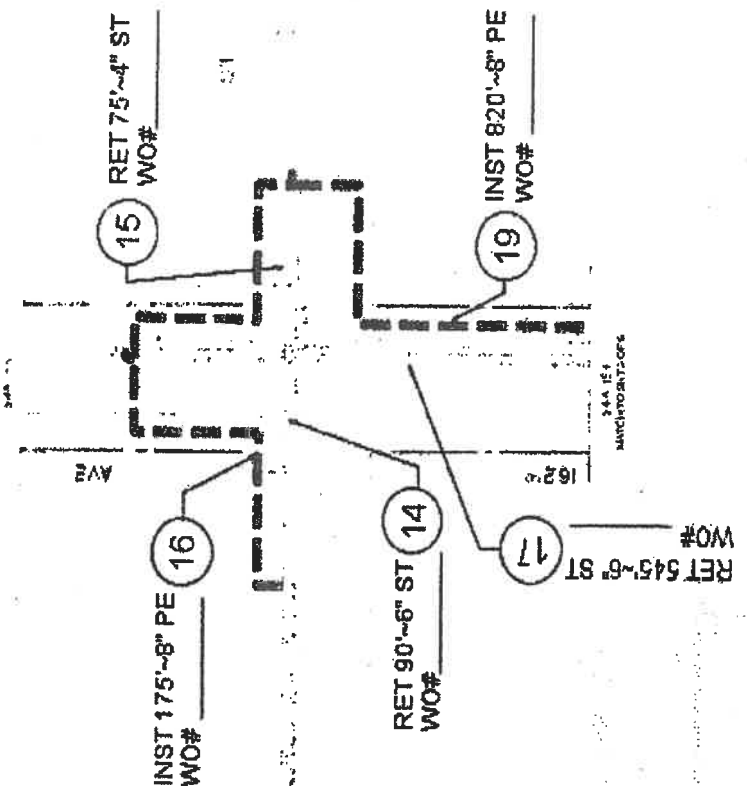 15
RET 75'~4" ST
WO#
AVE
16
INST 175'~8" PE
WO#
14
RET 90'~6" ST
WO#
19
INST 820'~8" PE
WO#
17
RET 545'~6" ST
WO#